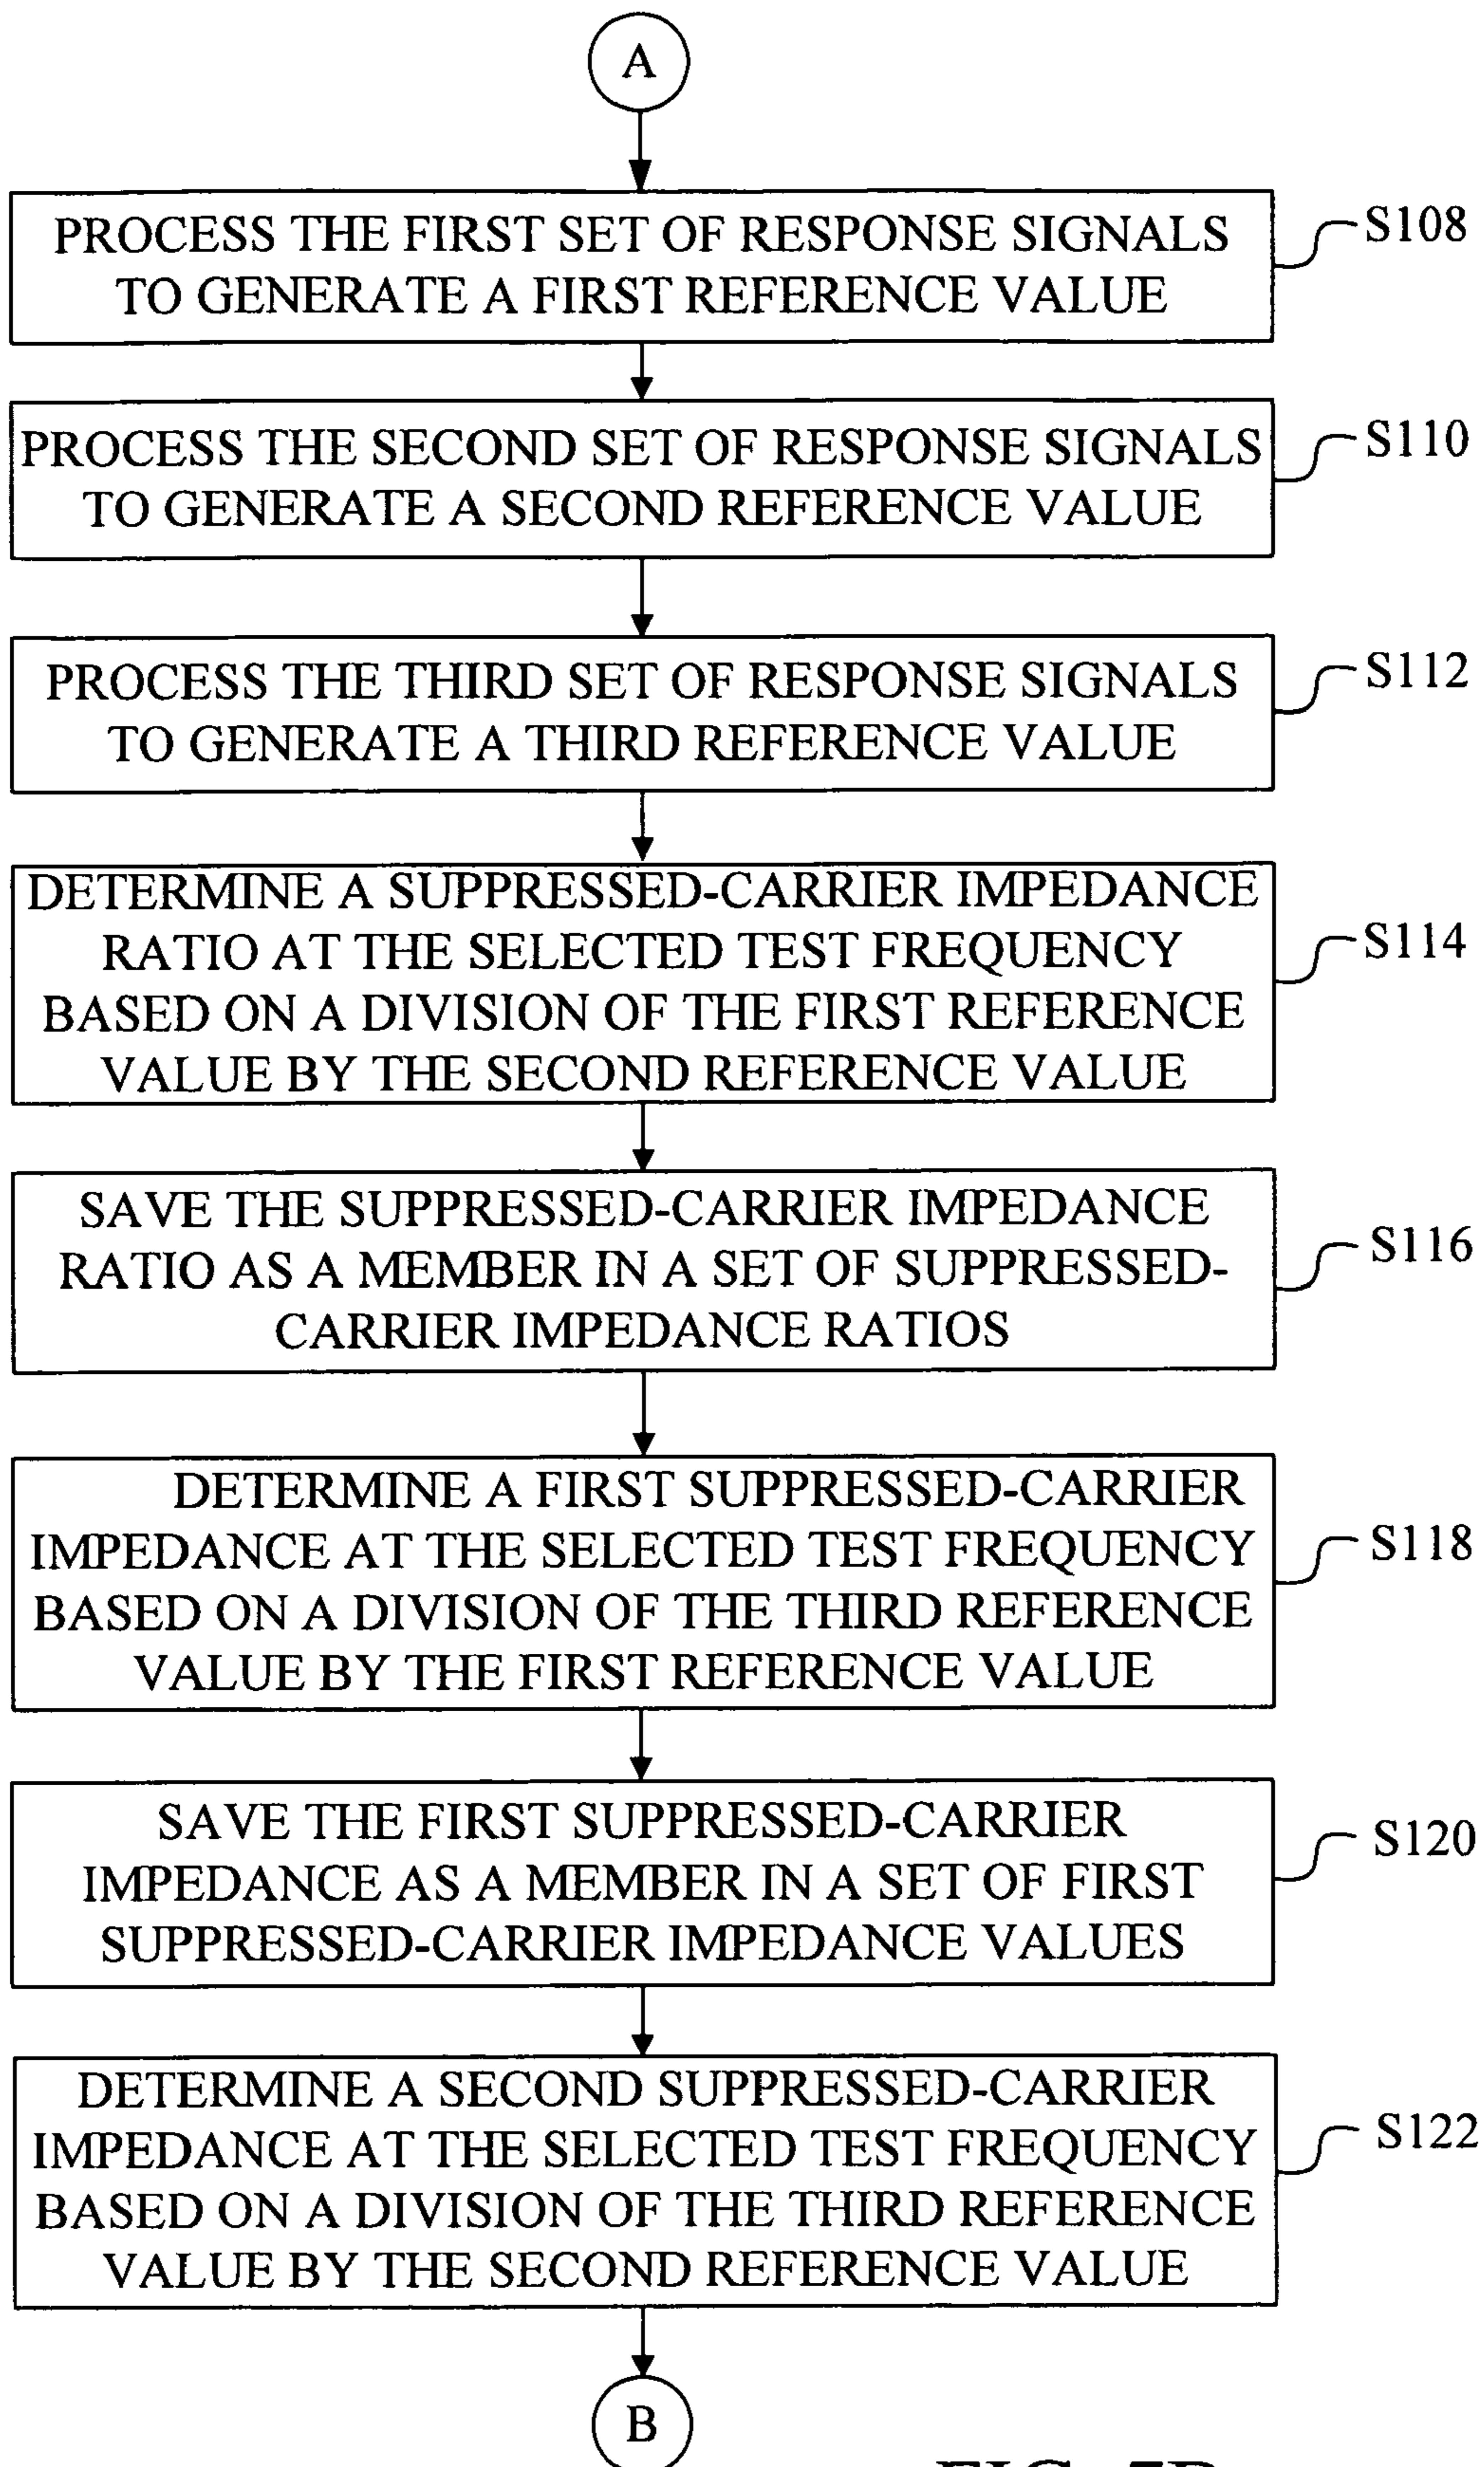 A
PROCESS THE FIRST SET OF RESPONSE SIGNALS
TO GENERATE A FIRST REFERENCE VALUE
S108
PROCESS THE SECOND SET OF RESPONSE SIGNALS
TO GENERATE A SECOND REFERENCE VALUE
S110
PROCESS THE THIRD SET OF RESPONSE SIGNALS
TO GENERATE A THIRD REFERENCE VALUE
S112
DETERMINE A SUPPRESSED-CARRIER IMPEDANCE
RATIO AT THE SELECTED TEST FREQUENCY
BASED ON A DIVISION OF THE FIRST REFERENCE
VALUE BY THE SECOND REFERENCE VALUE
S114
SAVE THE SUPPRESSED-CARRIER IMPEDANCE
RATIO AS A MEMBER IN A SET OF SUPPRESSED-
CARRIER IMPEDANCE RATIOS
S116
DETERMINE A FIRST SUPPRESSED-CARRIER
IMPEDANCE AT THE SELECTED TEST FREQUENCY
BASED ON A DIVISION OF THE THIRD REFERENCE
VALUE BY THE FIRST REFERENCE VALUE
S118
SAVE THE FIRST SUPPRESSED-CARRIER
IMPEDANCE AS A MEMBER IN A SET OF FIRST
SUPPRESSED-CARRIER IMPEDANCE VALUES
S120
DETERMINE A SECOND SUPPRESSED-CARRIER
IMPEDANCE AT THE SELECTED TEST FREQUENCY
BASED ON A DIVISION OF THE THIRD REFERENCE
VALUE BY THE SECOND REFERENCE VALUE
S122
B